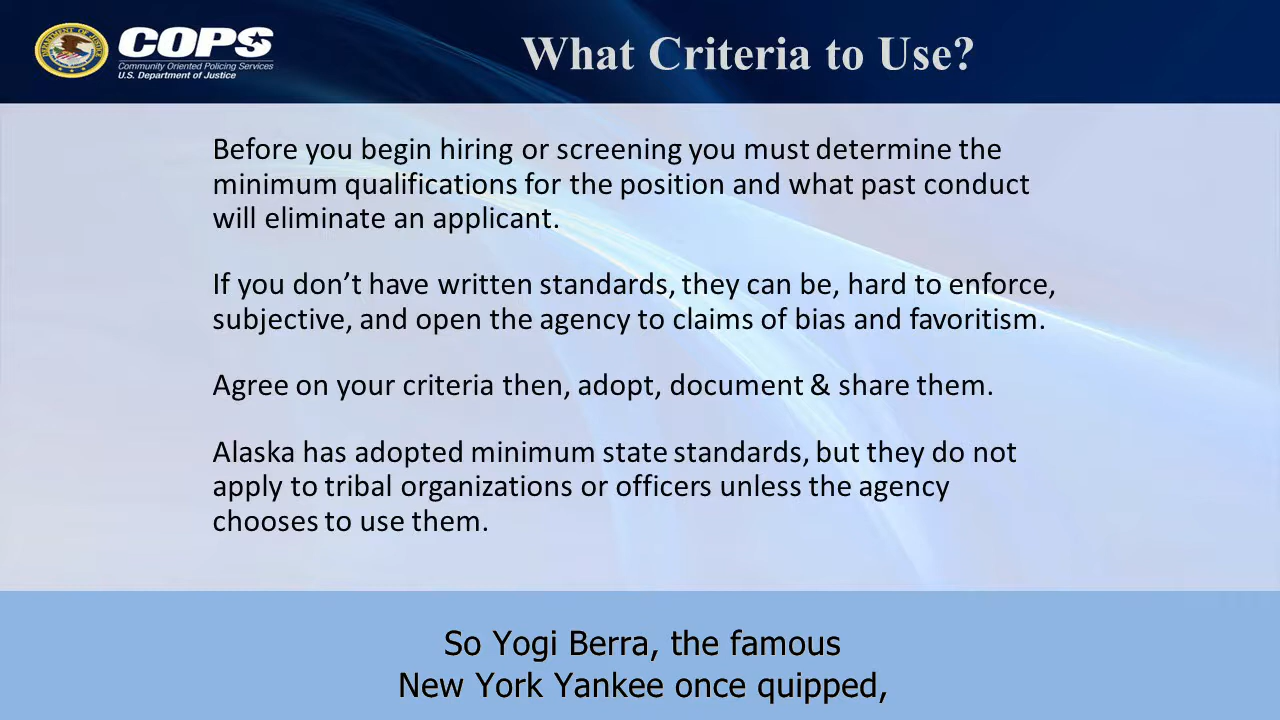 COPS
Community Oriented Policing Services
U.S. Department of Justice
What Criteria to Use?
Before you begin hiring or screening you must determine the
minimum qualifications for the position and what past conduct
will eliminate an applicant.
If you don’t have written standards, they can be, hard to enforce,
subjective, and open the agency to claims of bias and favoritism.
Agree on your criteria then, adopt, document & share them.
Alaska has adopted minimum state standards, but they do not
apply to tribal organizations or officers unless the agency
chooses to use them.
So Yogi Berra, the famous
New York Yankee once quipped,